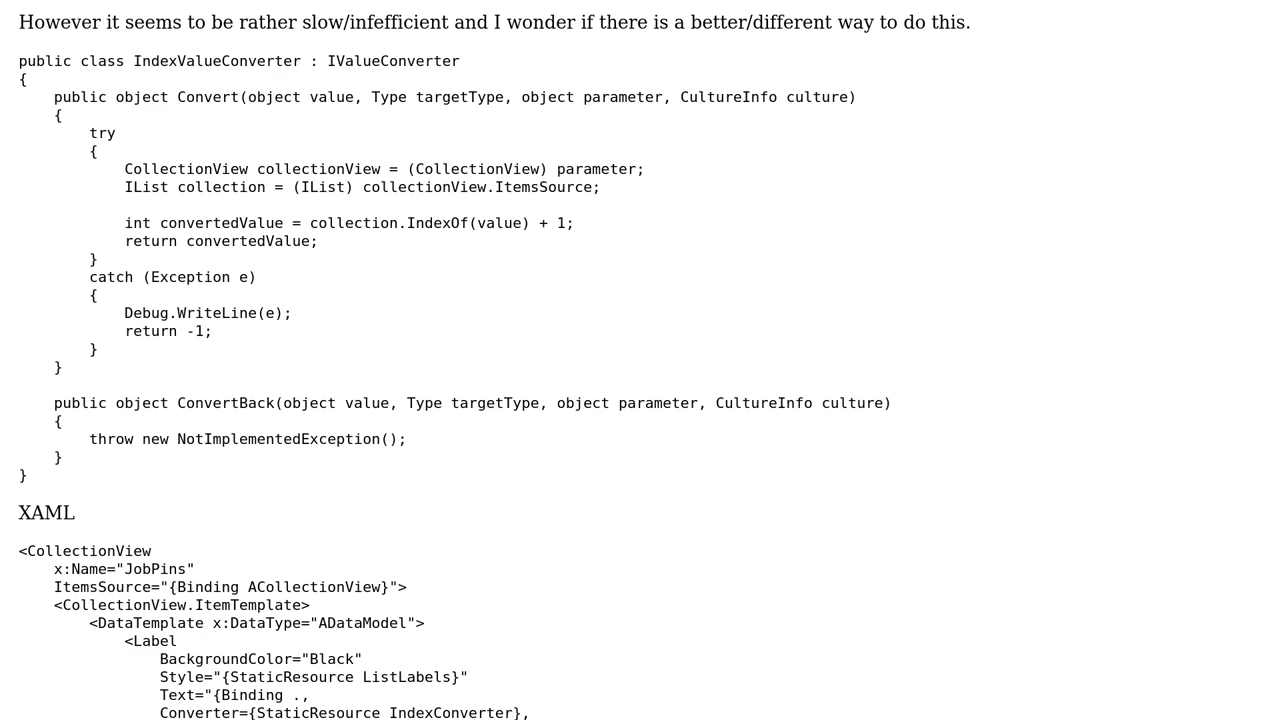 However it seems to be rather slow/infefficient and I wonder if there is a better/different way to do this.
public class IndexValueConverter : IValueConverter
{
    public object Convert(object value, Type targetType, object parameter, CultureInfo culture)
    {
        try
        {
            CollectionView collectionView = (CollectionView) parameter;
            IList collection = (IList) collectionView.ItemsSource;

            int convertedValue = collection.IndexOf(value) + 1;
            return convertedValue;
        }
        catch (Exception e)
        {
            Debug.WriteLine(e);
            return -1;
        }
    }

    public object ConvertBack(object value, Type targetType, object parameter, CultureInfo culture)
    {
        throw new NotImplementedException();
    }
}
XAML
<CollectionView
    x:Name="JobPins"
    ItemsSource="{Binding ACollectionView}">
    <CollectionView.ItemTemplate>
        <DataTemplate x:DataType="ADataModel">
            <Label
                BackgroundColor="Black"
                Style="{StaticResource ListLabels}"
                Text="{Binding .,
                Converter={StaticResource IndexConverter},